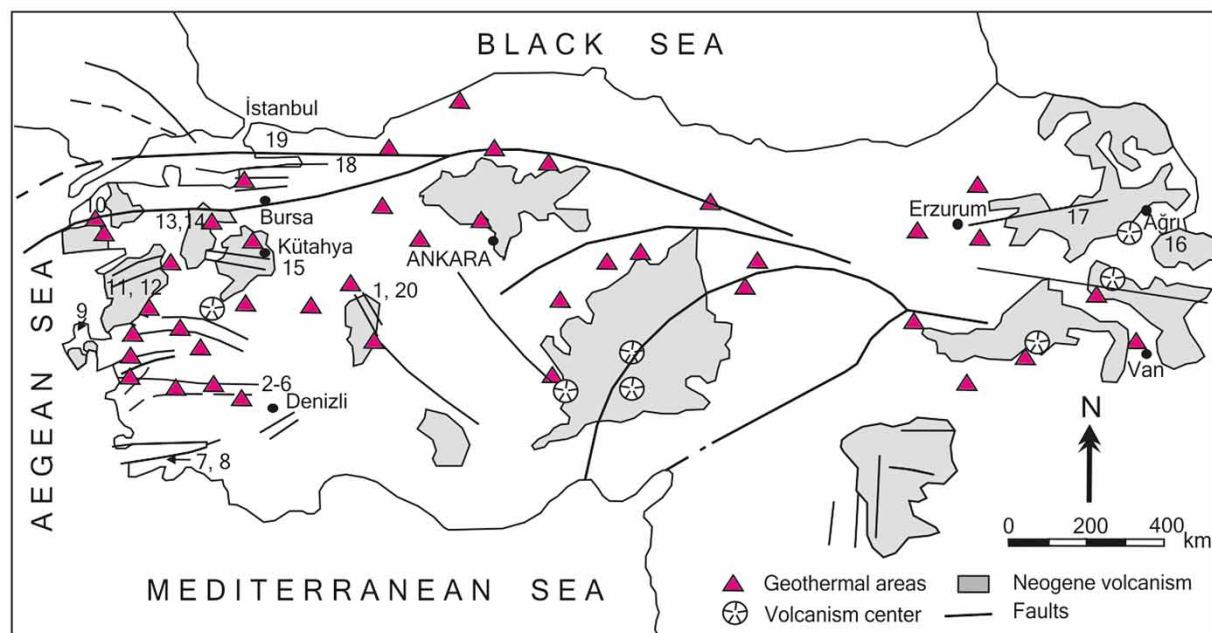 BLACK SEA
İstanbul
19
18
Bursa
0
13,14
Kütahya
ANKARA
15
11, 12
1, 20
9
2-6
Denizli
7, 8
AEGEAN SEA
MEDITERRANEAN SEA
Erzurum
17
Ağrı
16
Van
N
0 200 400
km
Geothermal areas
Neogene volcanism
Volcanism center
Faults